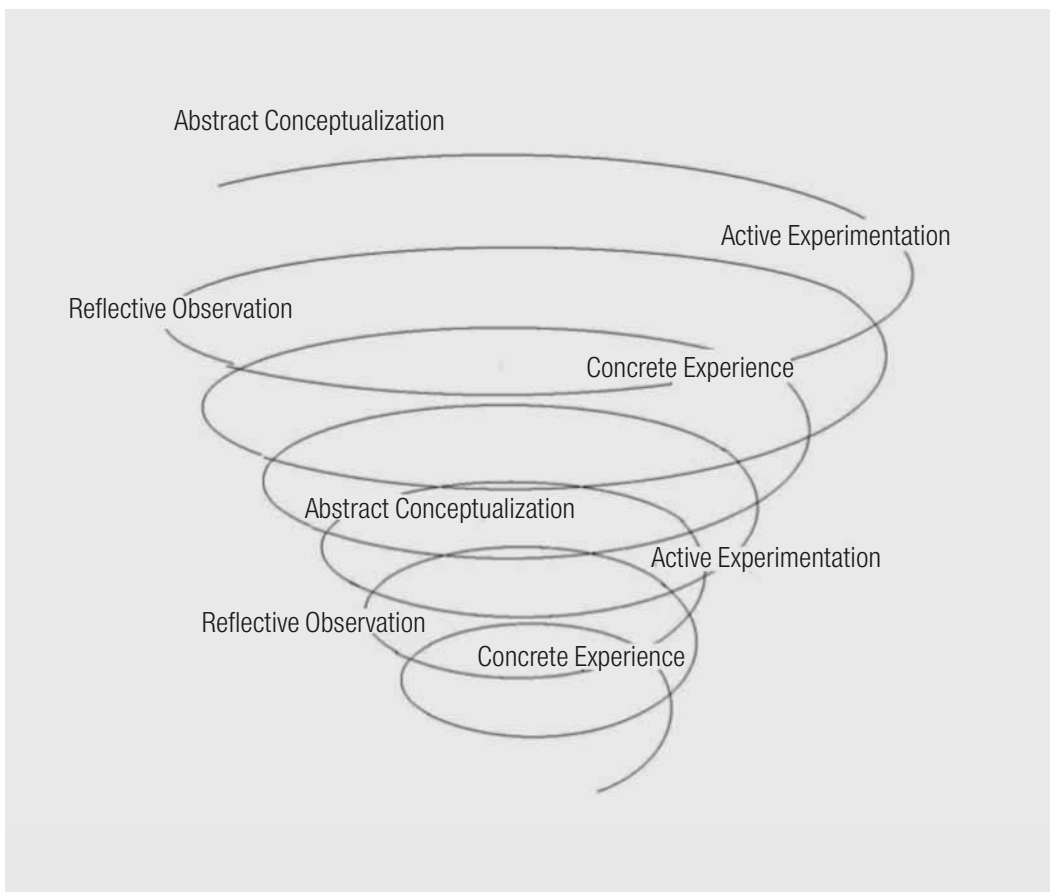 Abstract Conceptualization
Active Experimentation
Reflective Observation
Concrete Experience
Abstract Conceptualization
Active Experimentation
Reflective Observation
Concrete Experience